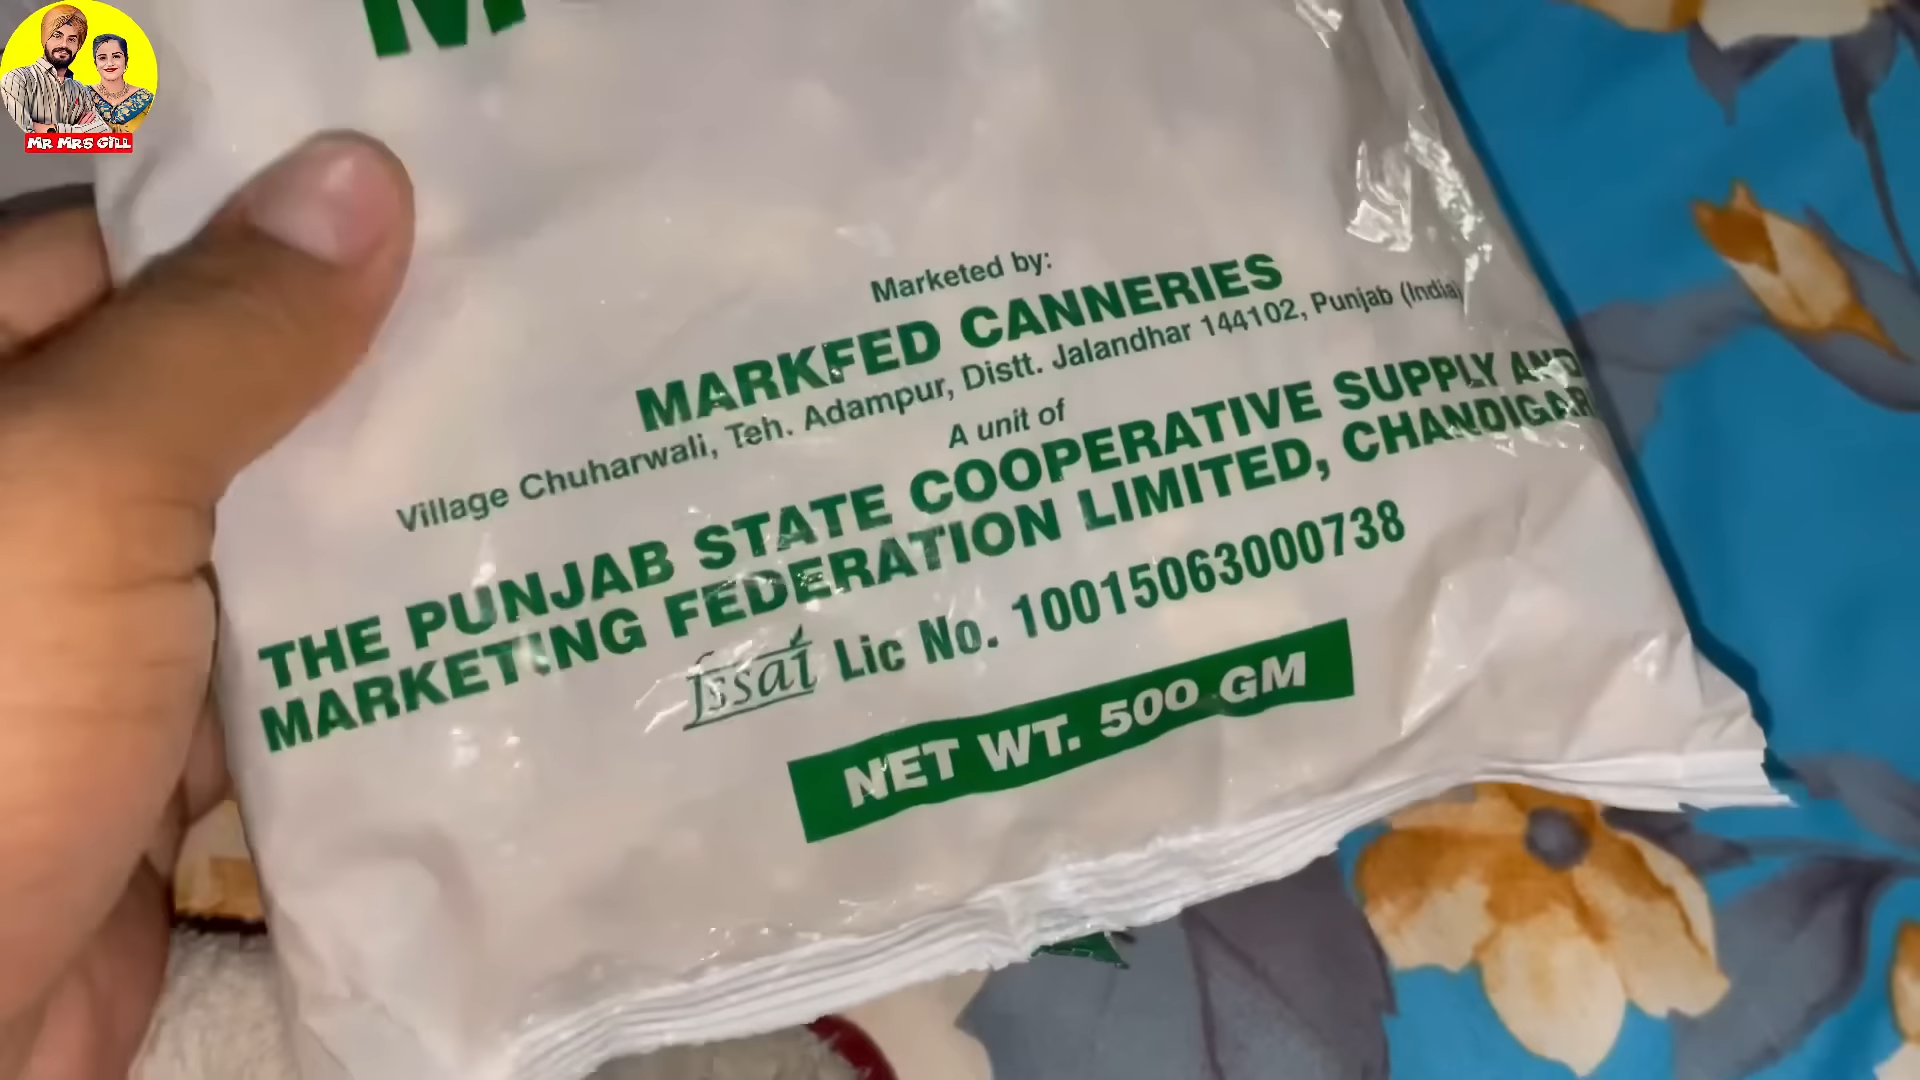 MR MRS GILL
Marketed by:
MARKFED CANNERIES
Village Chuharwali, Teh. Adampur, Distt. Jalandhar 144102, Punjab (India)
A unit of
THE PUNJAB STATE COOPERATIVE SUPPLY AND
MARKETING FEDERATION LIMITED, CHANDIGAR
fssai Lic No. 10015063000738
NET WT. 500 GM